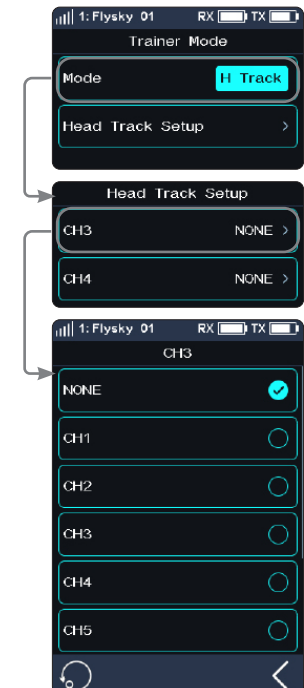 1: Flysky 01 RX TX
Trainer Mode
Mode H Track
Head Track Setup >
Head Track Setup
CH3 NONE >
CH4 NONE >
1: Flysky 01 RX TX
CH3
NONE
CH1
CH2
CH3
CH4
CH5